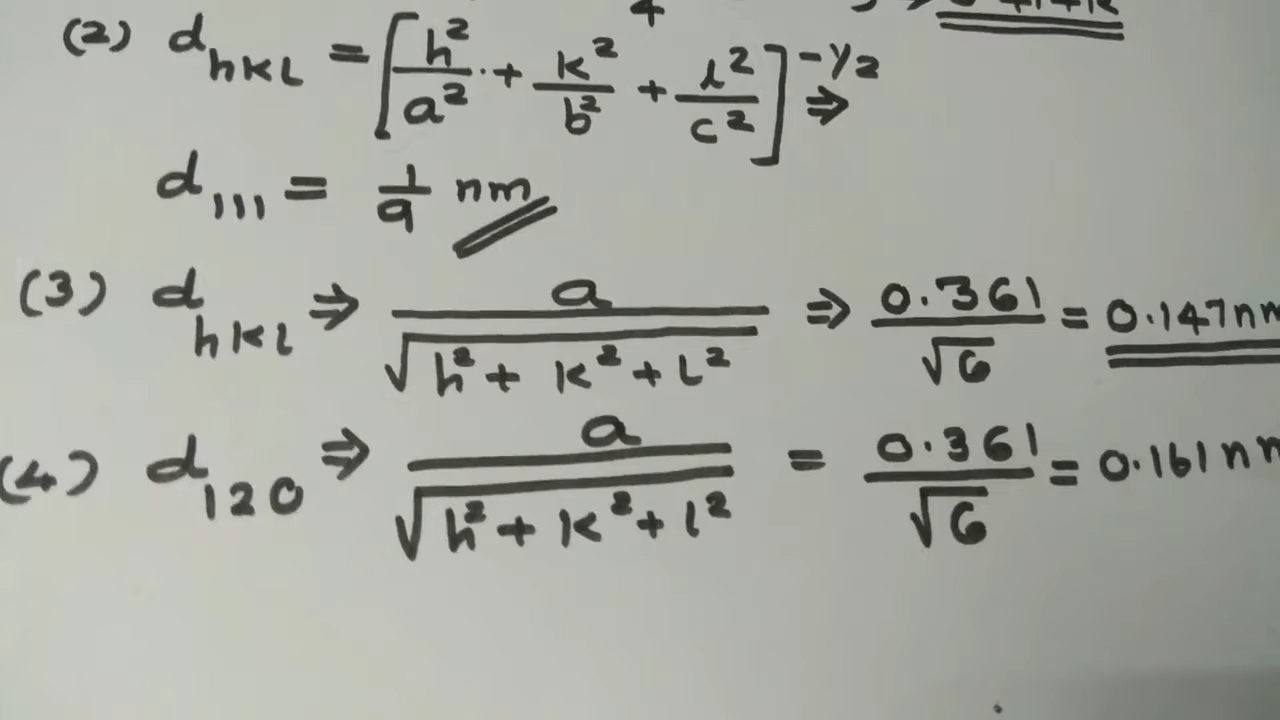 4
(2) d_hkl = [h²/a² + k²/b² + l²/c²]^-1/2 ⇒
d_111 = 1/9 nm
(3) d_hkl ⇒ a/√(h² + k² + l²) ⇒ 0.361/√6 = 0.147nm
(4) d_120 ⇒ a/√(h² + k² + l²) = 0.361/√6 = 0.161nm